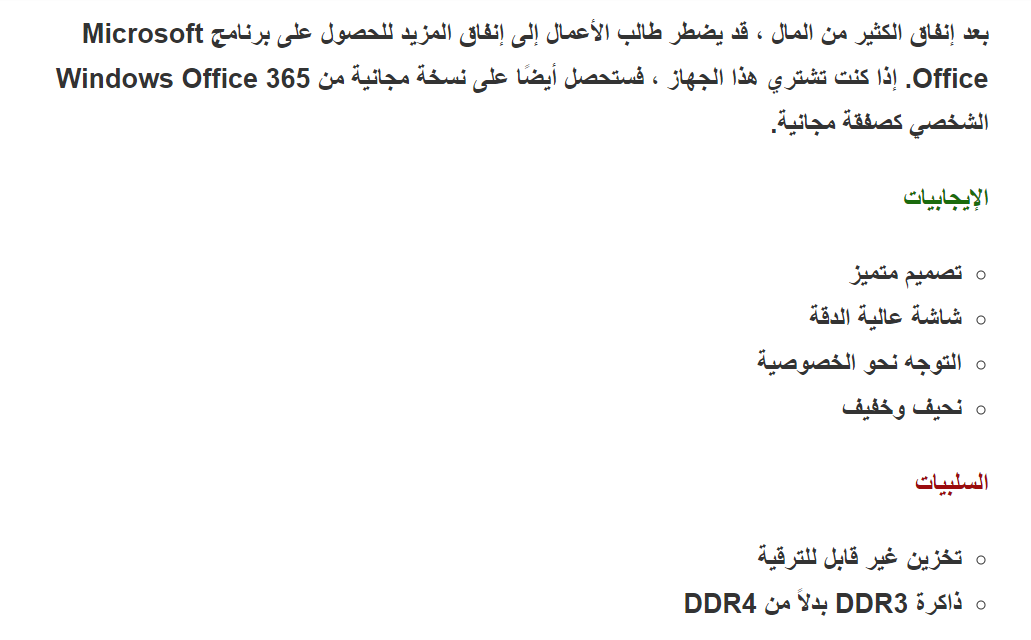 بعد إنفاق الكثير من المال ، قد يضطر طالب الأعمال إلى إنفاق المزيد للحصول على برنامج Microsoft
Office. إذا كنت تشتري هذا الجهاز ، فستحصل أيضًا على نسخة مجانية من Windows Office 365
الشخصي كصفقة مجانية.
الإيجابيات
تصميم متميز
شاشة عالية الدقة
التوجه نحو الخصوصية
نحيف وخفيف
السلبيات
تخزين غير قابل للترقية
ذاكرة DDR3 بدلاً من DDR4